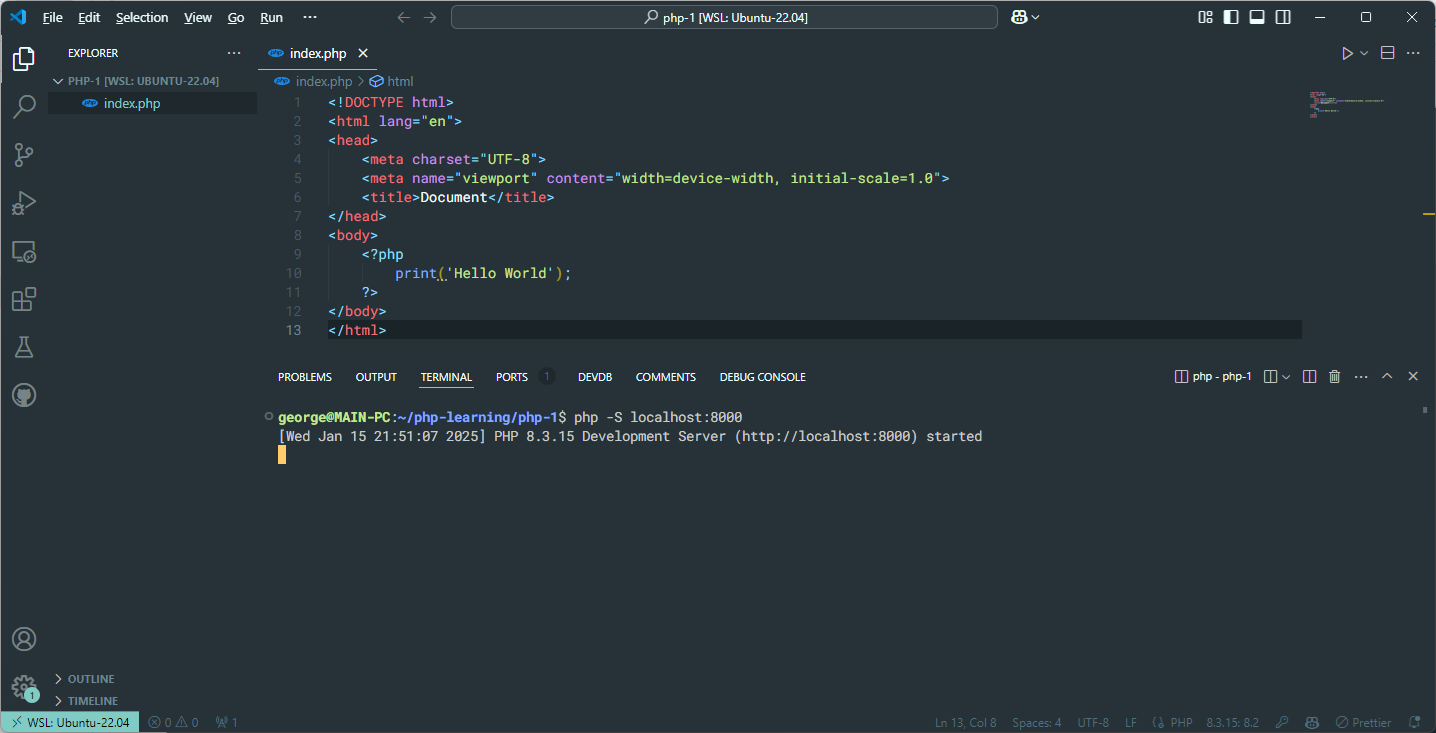 File Edit Selection View Go Run ··· php-1 [WSL: Ubuntu-22.04]
EXPLORER ···
PHP-1 [WSL: UBUNTU-22.04]
index.php
index.php
index.php > html
1 <!DOCTYPE html>
2 <html lang="en">
3 <head>
4 <meta charset="UTF-8">
5 <meta name="viewport" content="width=device-width, initial-scale=1.0">
6 <title>Document</title>
7 </head>
8 <body>
9 <?php
10 print('Hello World');
11 ?>
12 </body>
13 </html>
PROBLEMS OUTPUT TERMINAL PORTS 1 DEVDB COMMENTS DEBUG CONSOLE php - php-1
george@MAIN-PC:~/php-learning/php-1$ php -S localhost:8000
[Wed Jan 15 21:51:07 2025] PHP 8.3.15 Development Server (http://localhost:8000) started
OUTLINE
1
TIMELINE
WSL: Ubuntu-22.04 0 0 1 Ln 13, Col 8 Spaces: 4 UTF-8 LF PHP 8.3.15: 8.2 Prettier